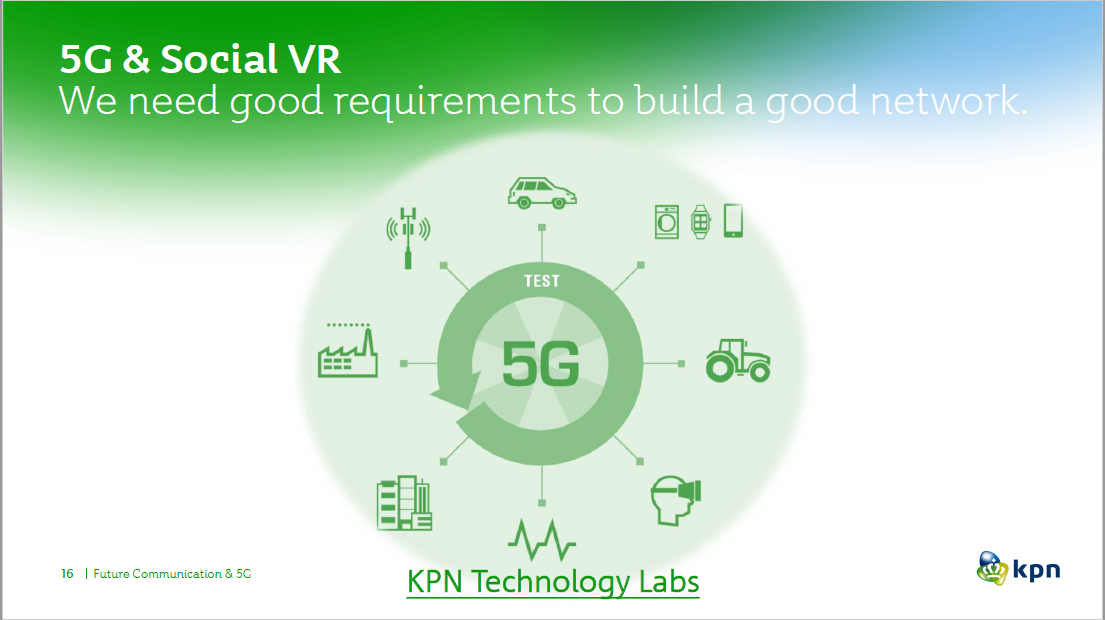 5G & Social VR
We need good requirements to build a good network.
TEST
5G
KPN Technology Labs
16 | Future Communication & 5G
kpn